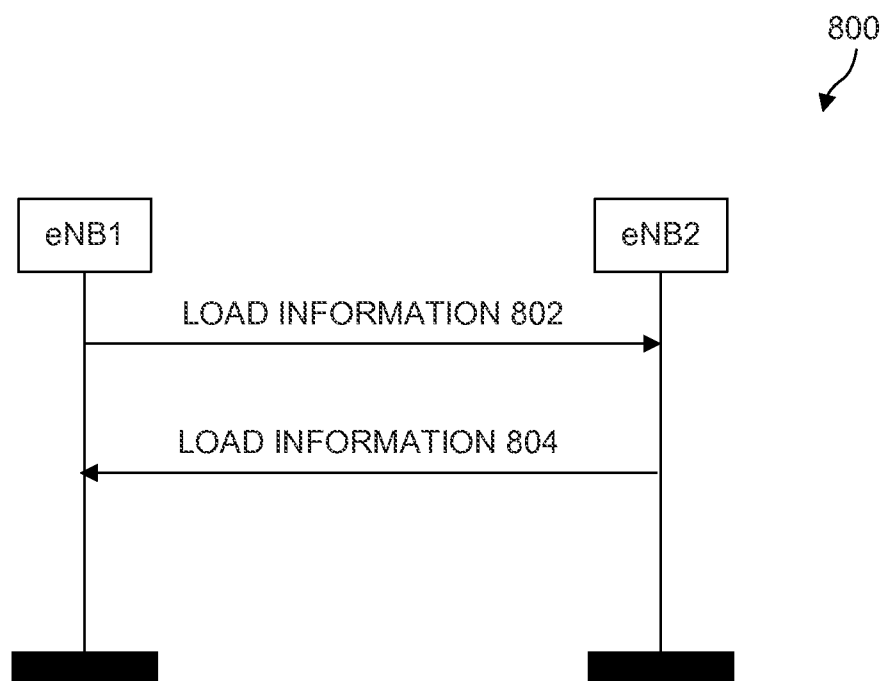 800
eNB1
eNB2
LOAD INFORMATION 802
LOAD INFORMATION 804